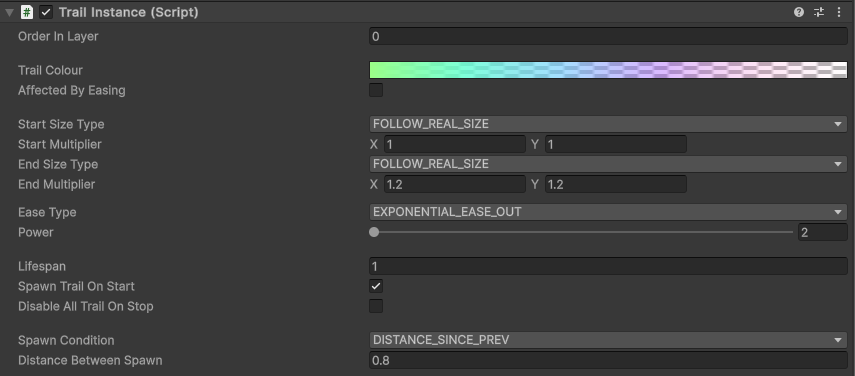 Trail Instance (Script)
Order In Layer 0
Trail Colour
Affected By Easing
Start Size Type FOLLOW_REAL_SIZE
Start Multiplier X 1 Y 1
End Size Type FOLLOW_REAL_SIZE
End Multiplier X 1.2 Y 1.2
Ease Type EXPONENTIAL_EASE_OUT
Power 2
Lifespan 1
Spawn Trail On Start
Disable All Trail On Stop
Spawn Condition DISTANCE_SINCE_PREV
Distance Between Spawn 0.8